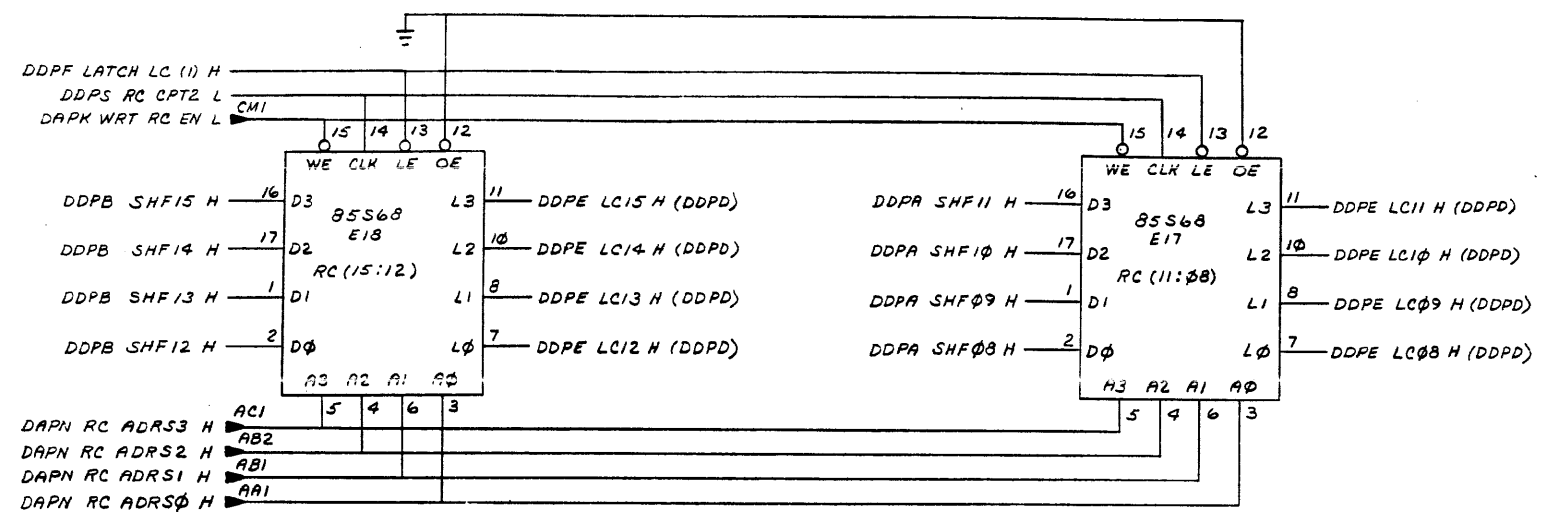 DDPF LATCH LC (1) H
DDPS RC CPT2 L
DAPK WRT RC EN L CM1
15 14 13 12 15 14 13 12
WE CLK LE OE WE CLK LE OE
DDPB SHF15 H 16 D3 L3 11 DDPE LC15 H (DDPD) DDPA SHF11 H 16 D3 L3 11 DDPE LC11 H (DDPD)
85S68 85S68
E18 E17
DDPB SHF14 H 17 D2 L2 1Ø DDPE LC14 H (DDPD) DDPA SHF1Ø H 17 D2 L2 1Ø DDPE LC1Ø H (DDPD)
RC (15:12) RC (11:Ø8)
DDPB SHF13 H 1 D1 L1 8 DDPE LC13 H (DDPD) DDPA SHFØ9 H 1 D1 L1 8 DDPE LCØ9 H (DDPD)
DDPB SHF12 H 2 DØ LØ 7 DDPE LC12 H (DDPD) DDPA SHFØ8 H 2 DØ LØ 7 DDPE LCØ8 H (DDPD)
A3 A2 A1 AØ A3 A2 A1 AØ
5 4 6 3 5 4 6 3
DAPN RC ADRS3 H AC1
DAPN RC ADRS2 H AB2
DAPN RC ADRS1 H AB1
DAPN RC ADRSØ H AA1